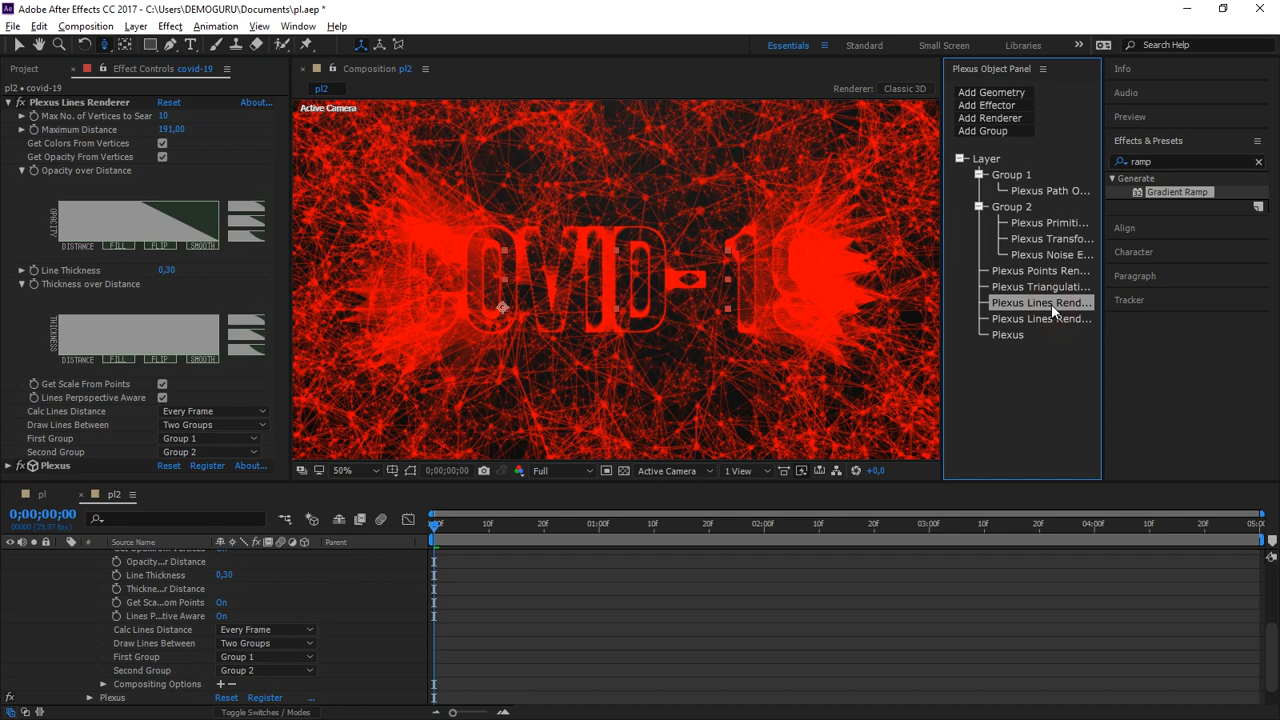 Adobe After Effects CC 2017 - C:\Users\DEMOGURU\Documents\pl.aep *
File Edit Composition Layer Effect Animation View Window Help
Essentials Standard Small Screen Libraries Search Help
Project Effect Controls covid-19
pl2 • covid-19
Plexus Lines Renderer Reset About...
Max No. of Vertices to Sear 10
Maximum Distance 191,00
Get Colors From Vertices
Get Opacity From Vertices
Opacity over Distance
OPACITY
DISTANCE FILL FLIP SMOOTH
Line Thickness 0,30
Thickness over Distance
THICKNESS
DISTANCE FILL FLIP SMOOTH
Get Scale From Points
Lines Perpspective Aware
Calc Lines Distance Every Frame
Draw Lines Between Two Groups
First Group Group 1
Second Group Group 2
Plexus Reset Register About...
Composition pl2
pl2 Renderer: Classic 3D
Active Camera
COVID-19
50% 0;00;00;00 Full Active Camera 1 View +0,0
Plexus Object Panel
Add Geometry
Add Effector
Add Renderer
Add Group
Layer
Group 1
Plexus Path O...
Group 2
Plexus Primiti...
Plexus Transfo...
Plexus Noise E...
Plexus Points Ren...
Plexus Triangulati...
Plexus Lines Rend...
Plexus Lines Rend...
Plexus
Info
Audio
Preview
Effects & Presets
ramp
Generate
32 Gradient Ramp
Align
Character
Paragraph
Tracker
pl pl2
0;00;00;00
00000 (29.97 fps)
# Source Name Parent
Opacity...r Distance
Line Thickness 0,30
Thickne...r Distance
Get Sca...om Points On
Lines P...tive Aware On
Calc Lines Distance Every Frame
Draw Lines Between Two Groups
First Group Group 1
Second Group Group 2
Compositing Options + –
fx Plexus Reset Register ...
Toggle Switches / Modes
10f 20f 01:00f 10f 20f 02:00f 10f 20f 03:00f 10f 20f 04:00f 10f 20f 05:00